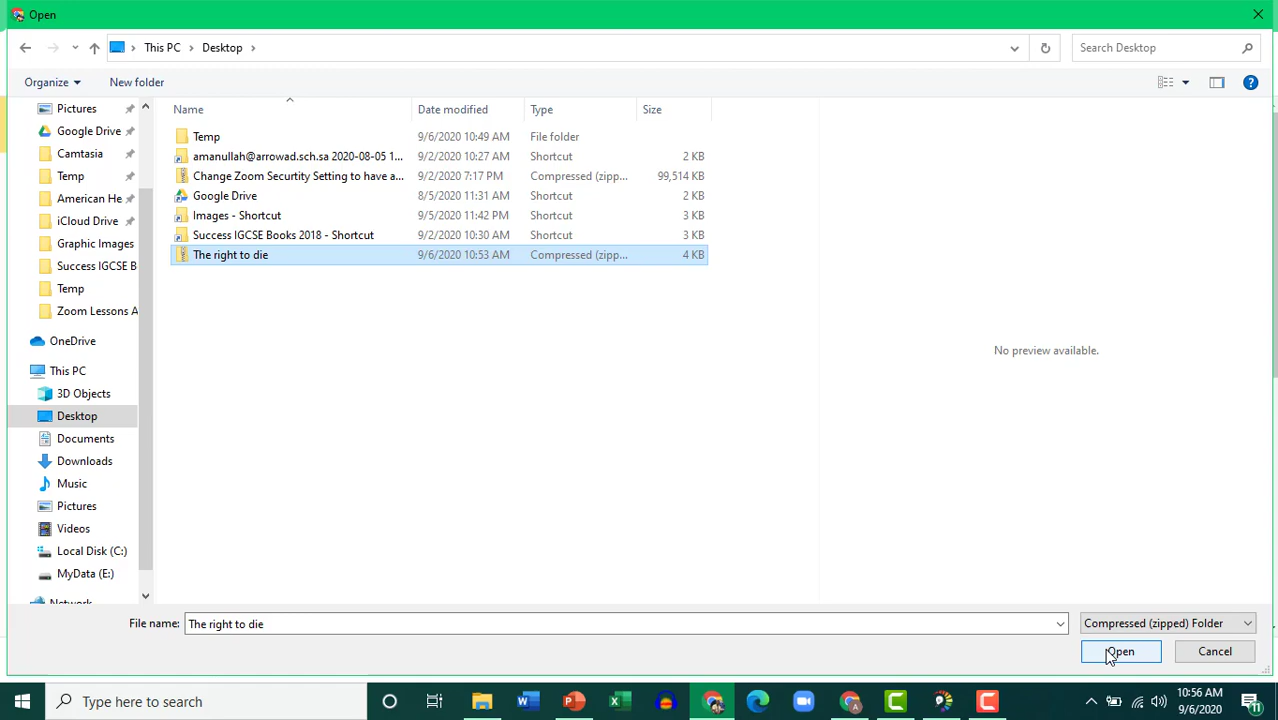 Open
This PC
Desktop
Search Desktop
Organize
New folder
Name
Date modified
Type
Size
Pictures
Google Drive
Camtasia
Temp
American He
iCloud Drive
Graphic Images
Success IGCSE B
Temp
Zoom Lessons A
OneDrive
This PC
3D Objects
Desktop
Documents
Downloads
Music
Pictures
Videos
Local Disk (C:)
MyData (E:)
Network
Temp 9/6/2020 10:49 AM File folder
amanullah@arrowad.sch.sa 2020-08-05 1... 9/2/2020 10:27 AM Shortcut 2 KB
Change Zoom Securtity Setting to have a... 9/2/2020 7:17 PM Compressed (zipp... 99,514 KB
Google Drive 8/5/2020 11:31 AM Shortcut 2 KB
Images - Shortcut 9/5/2020 11:42 PM Shortcut 3 KB
Success IGCSE Books 2018 - Shortcut 9/2/2020 10:30 AM Shortcut 3 KB
The right to die 9/6/2020 10:53 AM Compressed (zipp... 4 KB
No preview available.
File name: The right to die
Compressed (zipped) Folder
Open
Cancel
Type here to search
10:56 AM
9/6/2020
11